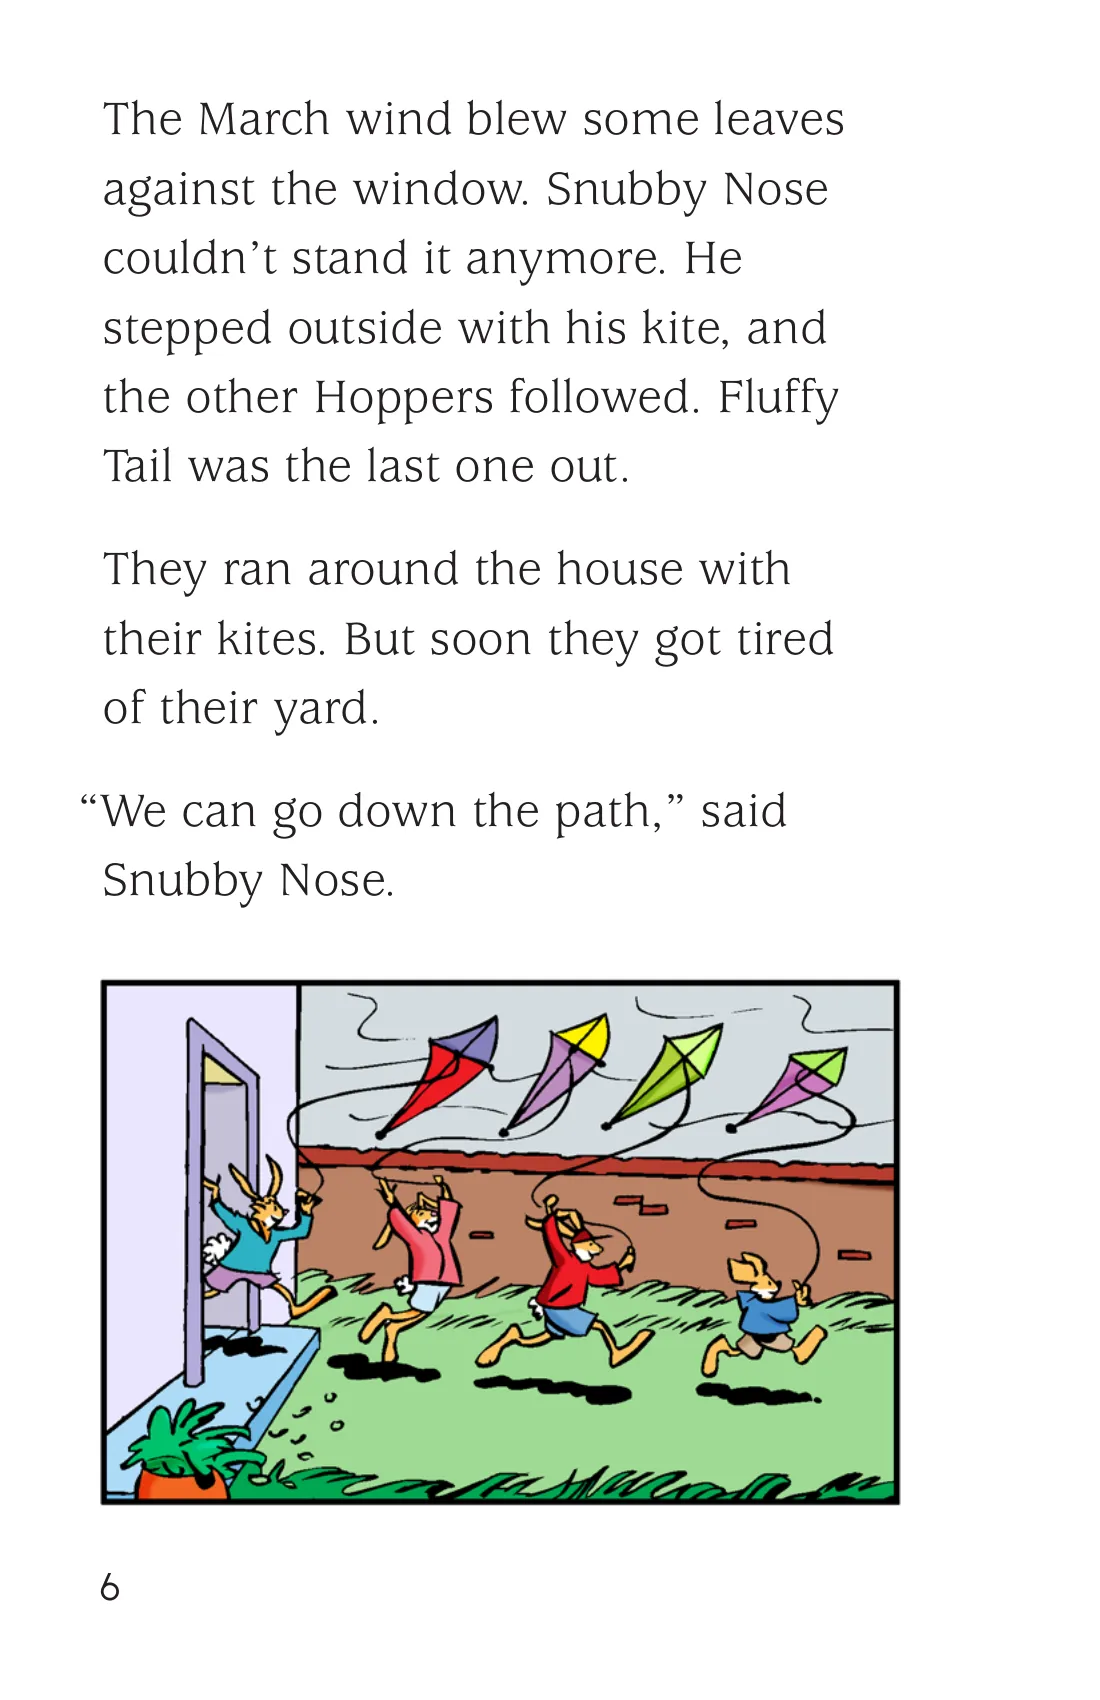 The March wind blew some leaves
against the window. Snubby Nose
couldn’t stand it anymore. He
stepped outside with his kite, and
the other Hoppers followed. Fluffy
Tail was the last one out.
They ran around the house with
their kites. But soon they got tired
of their yard.
“We can go down the path,” said
Snubby Nose.
6